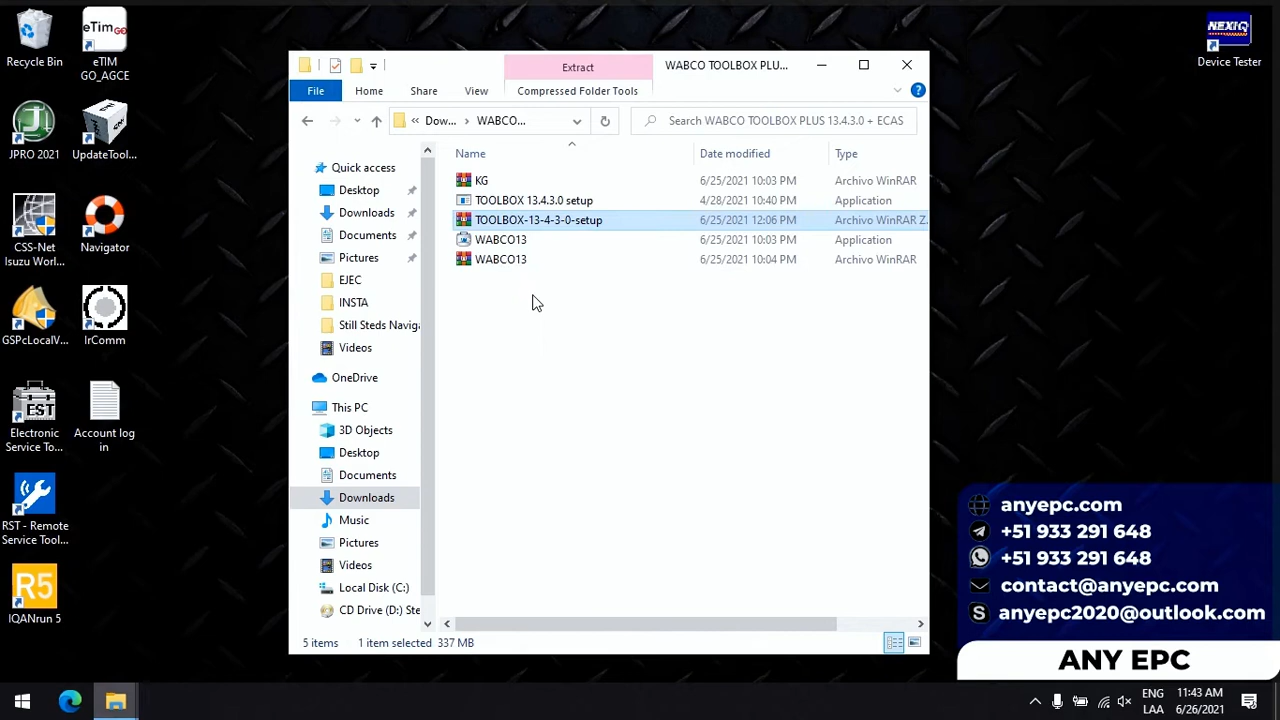 Recycle Bin
eTim GO
eTIM
GO_AGCE
JPRO 2021
UpdateTool...
CSS-Net
Isuzu Worl...
Navigator
GSPcLocalV...
IrComm
EST
Electronic
Service To...
Account log
in
RST - Remote
Service Tool...
R5
IQANrun 5
NEXIQ
Device Tester
Extract
WABCO TOOLBOX PLU...
File
Home
Share
View
Compressed Folder Tools
Dow...
WABCO...
Search WABCO TOOLBOX PLUS 13.4.3.0 + ECAS
Quick access
Desktop
Downloads
Documents
Pictures
EJEC
INSTA
Still Steds Naviga
Videos
OneDrive
This PC
3D Objects
Desktop
Documents
Downloads
Music
Pictures
Videos
Local Disk (C:)
CD Drive (D:) Ste
Name Date modified Type
KG 6/25/2021 10:03 PM Archivo WinRAR
TOOLBOX 13.4.3.0 setup 4/28/2021 10:40 PM Application
TOOLBOX-13-4-3-0-setup 6/25/2021 12:06 PM Archivo WinRAR Z.
WABCO13 6/25/2021 10:03 PM Application
WABCO13 6/25/2021 10:04 PM Archivo WinRAR
5 items 1 item selected 337 MB
anyepc.com
+51 933 291 648
+51 933 291 648
contact@anyepc.com
anyepc2020@outlook.com
ANY EPC
ENG
LAA
11:43 AM
6/26/2021